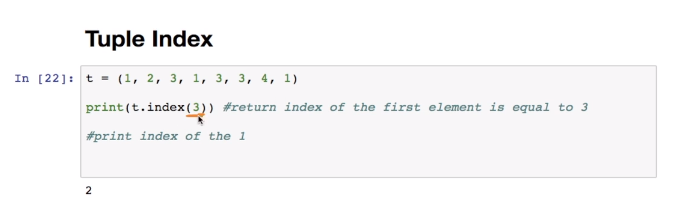 Tuple Index
In [22]: t = (1, 2, 3, 1, 3, 3, 4, 1)
print(t.index(3)) #return index of the first element is equal to 3
#print index of the 1
2